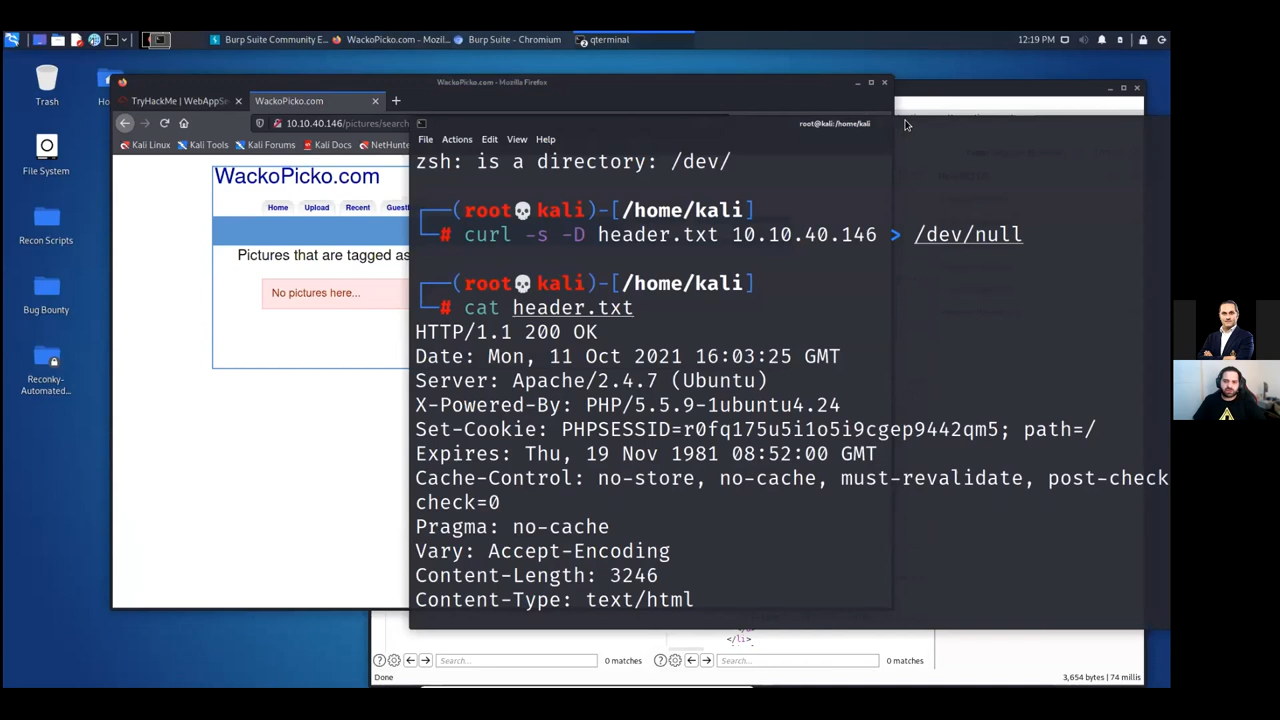 Burp Suite Community E...
WackoPicko.com - Mozil...
Burp Suite - Chromium
qterminal
12:19 PM
Trash
File System
Recon Scripts
Bug Bounty
Reconky-
Automated...
WackoPicko.com - Mozilla Firefox
TryHackMe | WebAppSe
WackoPicko.com
10.10.40.146/pictures/search
Kali Linux
Kali Tools
Kali Forums
Kali Docs
NetHunter
WackoPicko.com
Home
Upload
Recent
Guest
Pictures that are tagged as
No pictures here...
root@kali:/home/kali
File Actions Edit View Help
zsh: is a directory: /dev/
(root💀kali)-[/home/kali]
# curl -s -D header.txt 10.10.40.146 > /dev/null
(root💀kali)-[/home/kali]
# cat header.txt
HTTP/1.1 200 OK
Date: Mon, 11 Oct 2021 16:03:25 GMT
Server: Apache/2.4.7 (Ubuntu)
X-Powered-By: PHP/5.5.9-1ubuntu4.24
Set-Cookie: PHPSESSID=r0fq175u5i1o5i9cgep9442qm5; path=/
Expires: Thu, 19 Nov 1981 08:52:00 GMT
Cache-Control: no-store, no-cache, must-revalidate, post-check
check=0
Pragma: no-cache
Vary: Accept-Encoding
Content-Length: 3246
Content-Type: text/html
</li>
Search...
0 matches
Search...
0 matches
Done
3,654 bytes | 74 millis